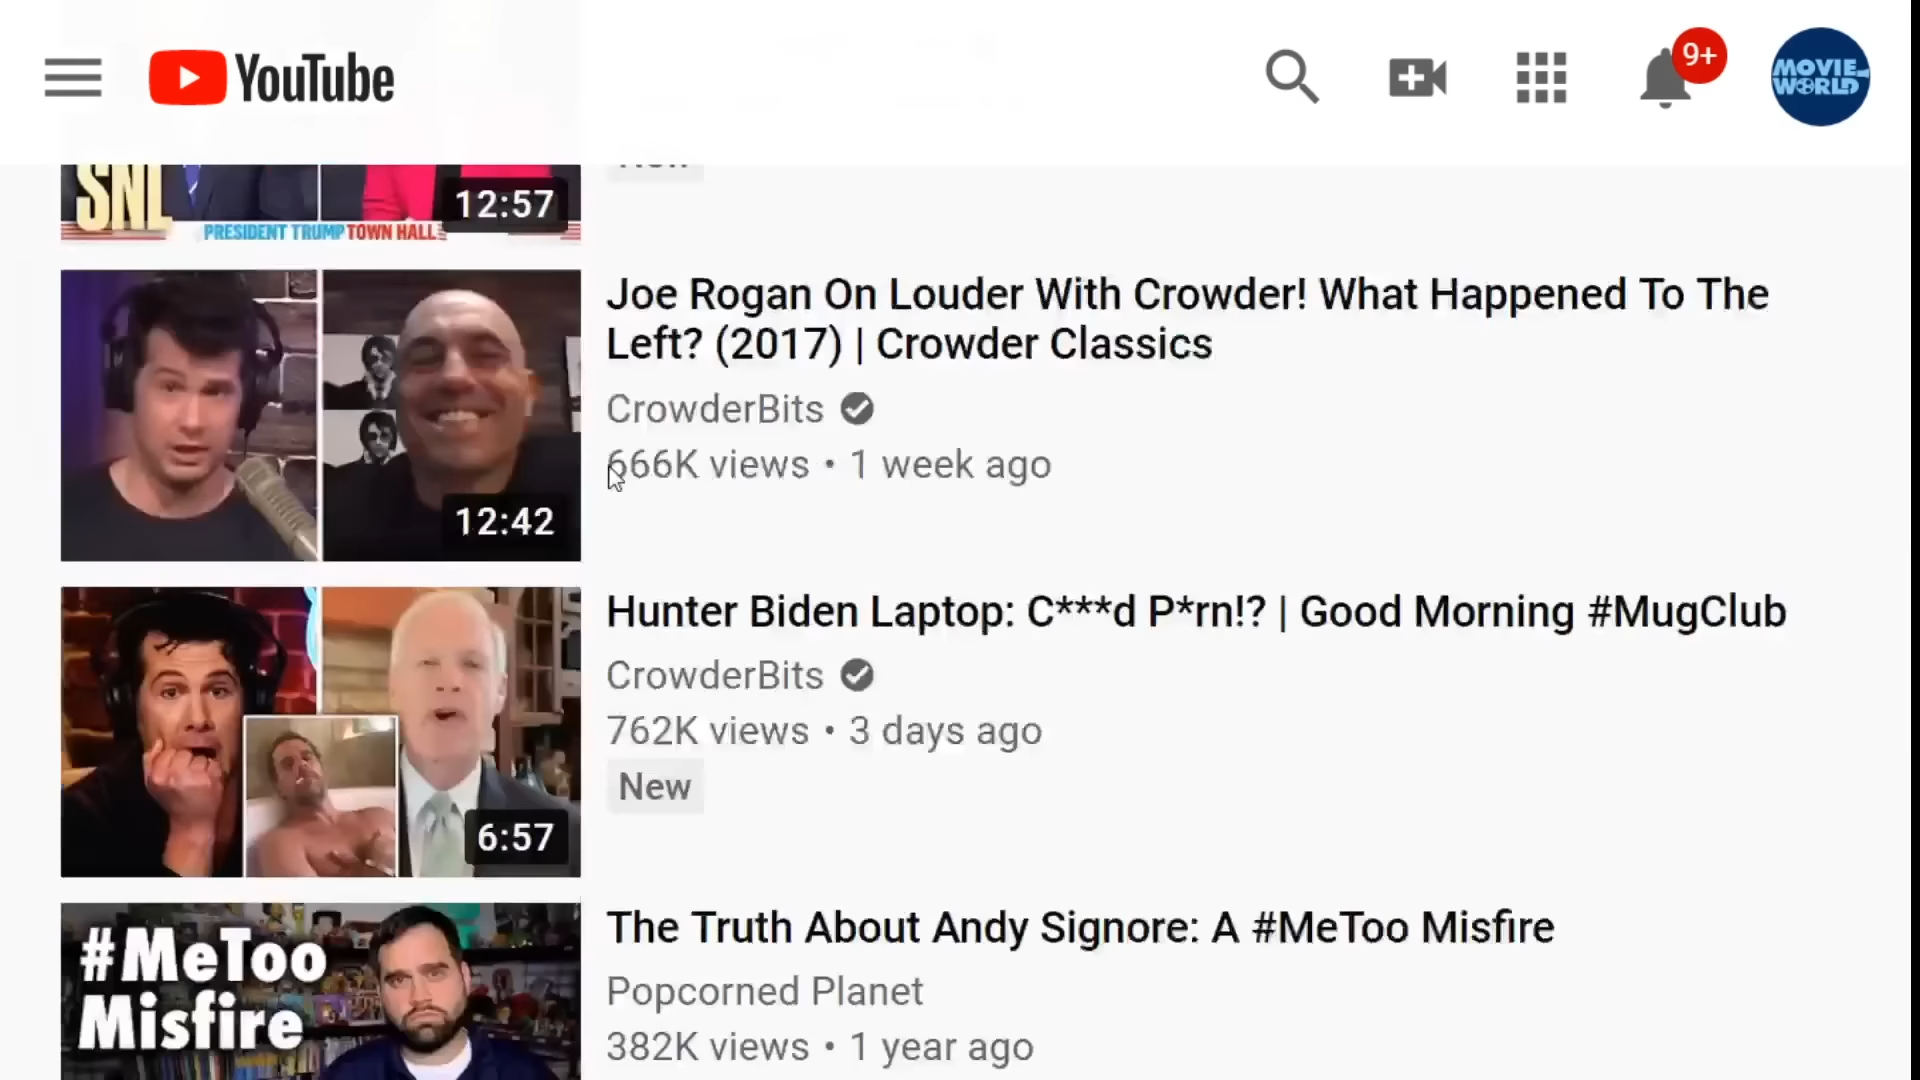 YouTube
9+
MOVIE
WORLD
SNL
12:57
PRESIDENT TRUMP TOWN HALL
Joe Rogan On Louder With Crowder! What Happened To The
Left? (2017) | Crowder Classics
CrowderBits
666K views • 1 week ago
12:42
Hunter Biden Laptop: C***d P*rn!? | Good Morning #MugClub
CrowderBits
762K views • 3 days ago
New
6:57
The Truth About Andy Signore: A #MeToo Misfire
Popcorned Planet
382K views • 1 year ago
#MeToo
Misfire